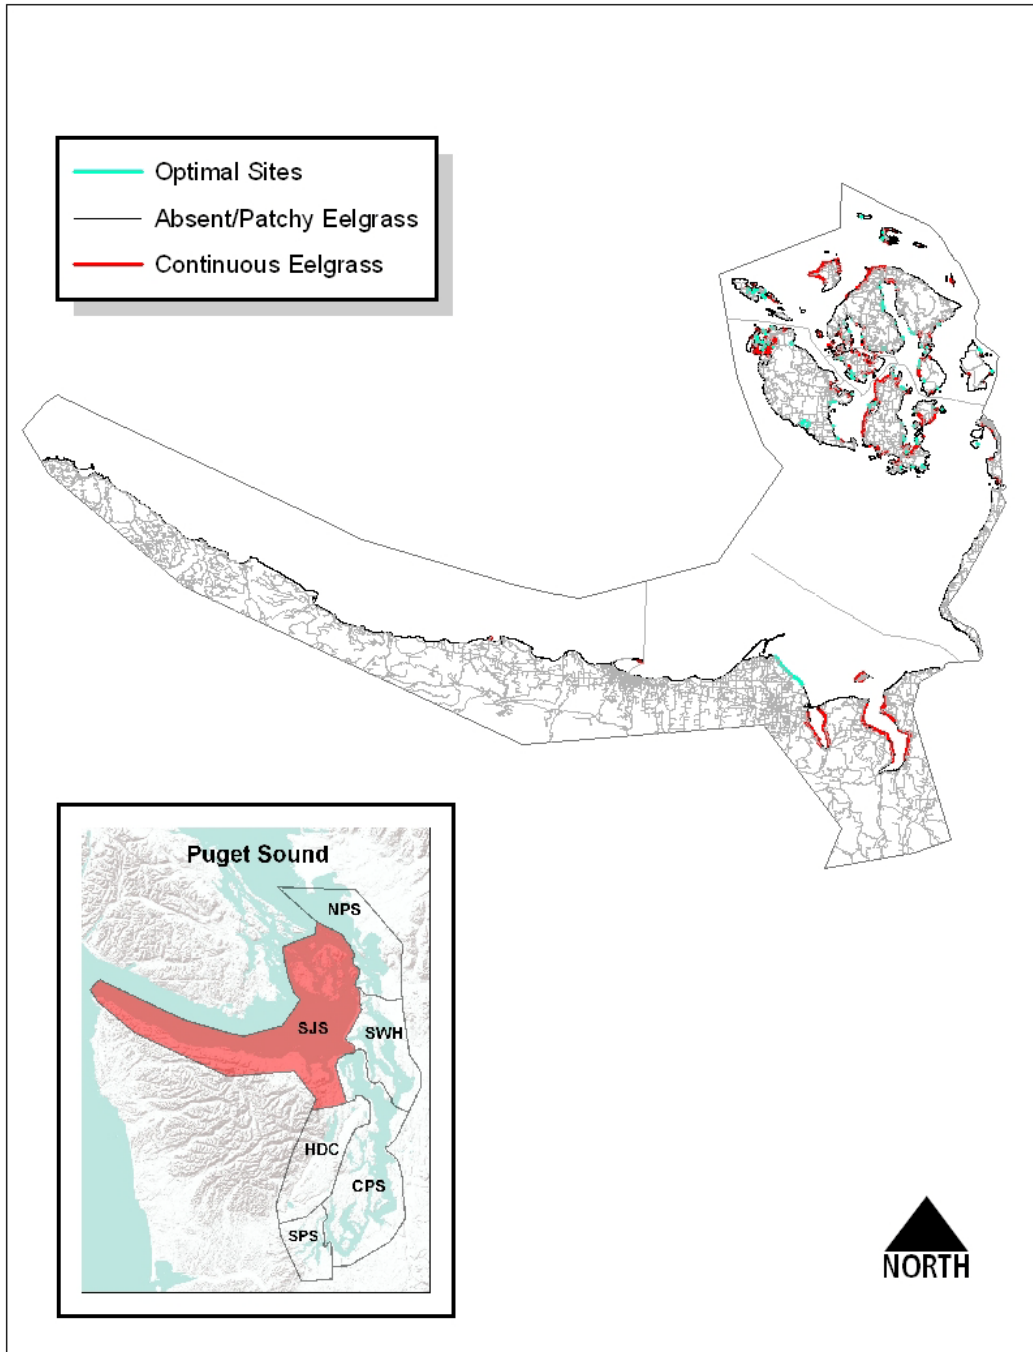 Optimal Sites
Absent/Patchy Eelgrass
Continuous Eelgrass
Puget Sound
NPS
SJS
SWH
HDC
CPS
SPS
NORTH